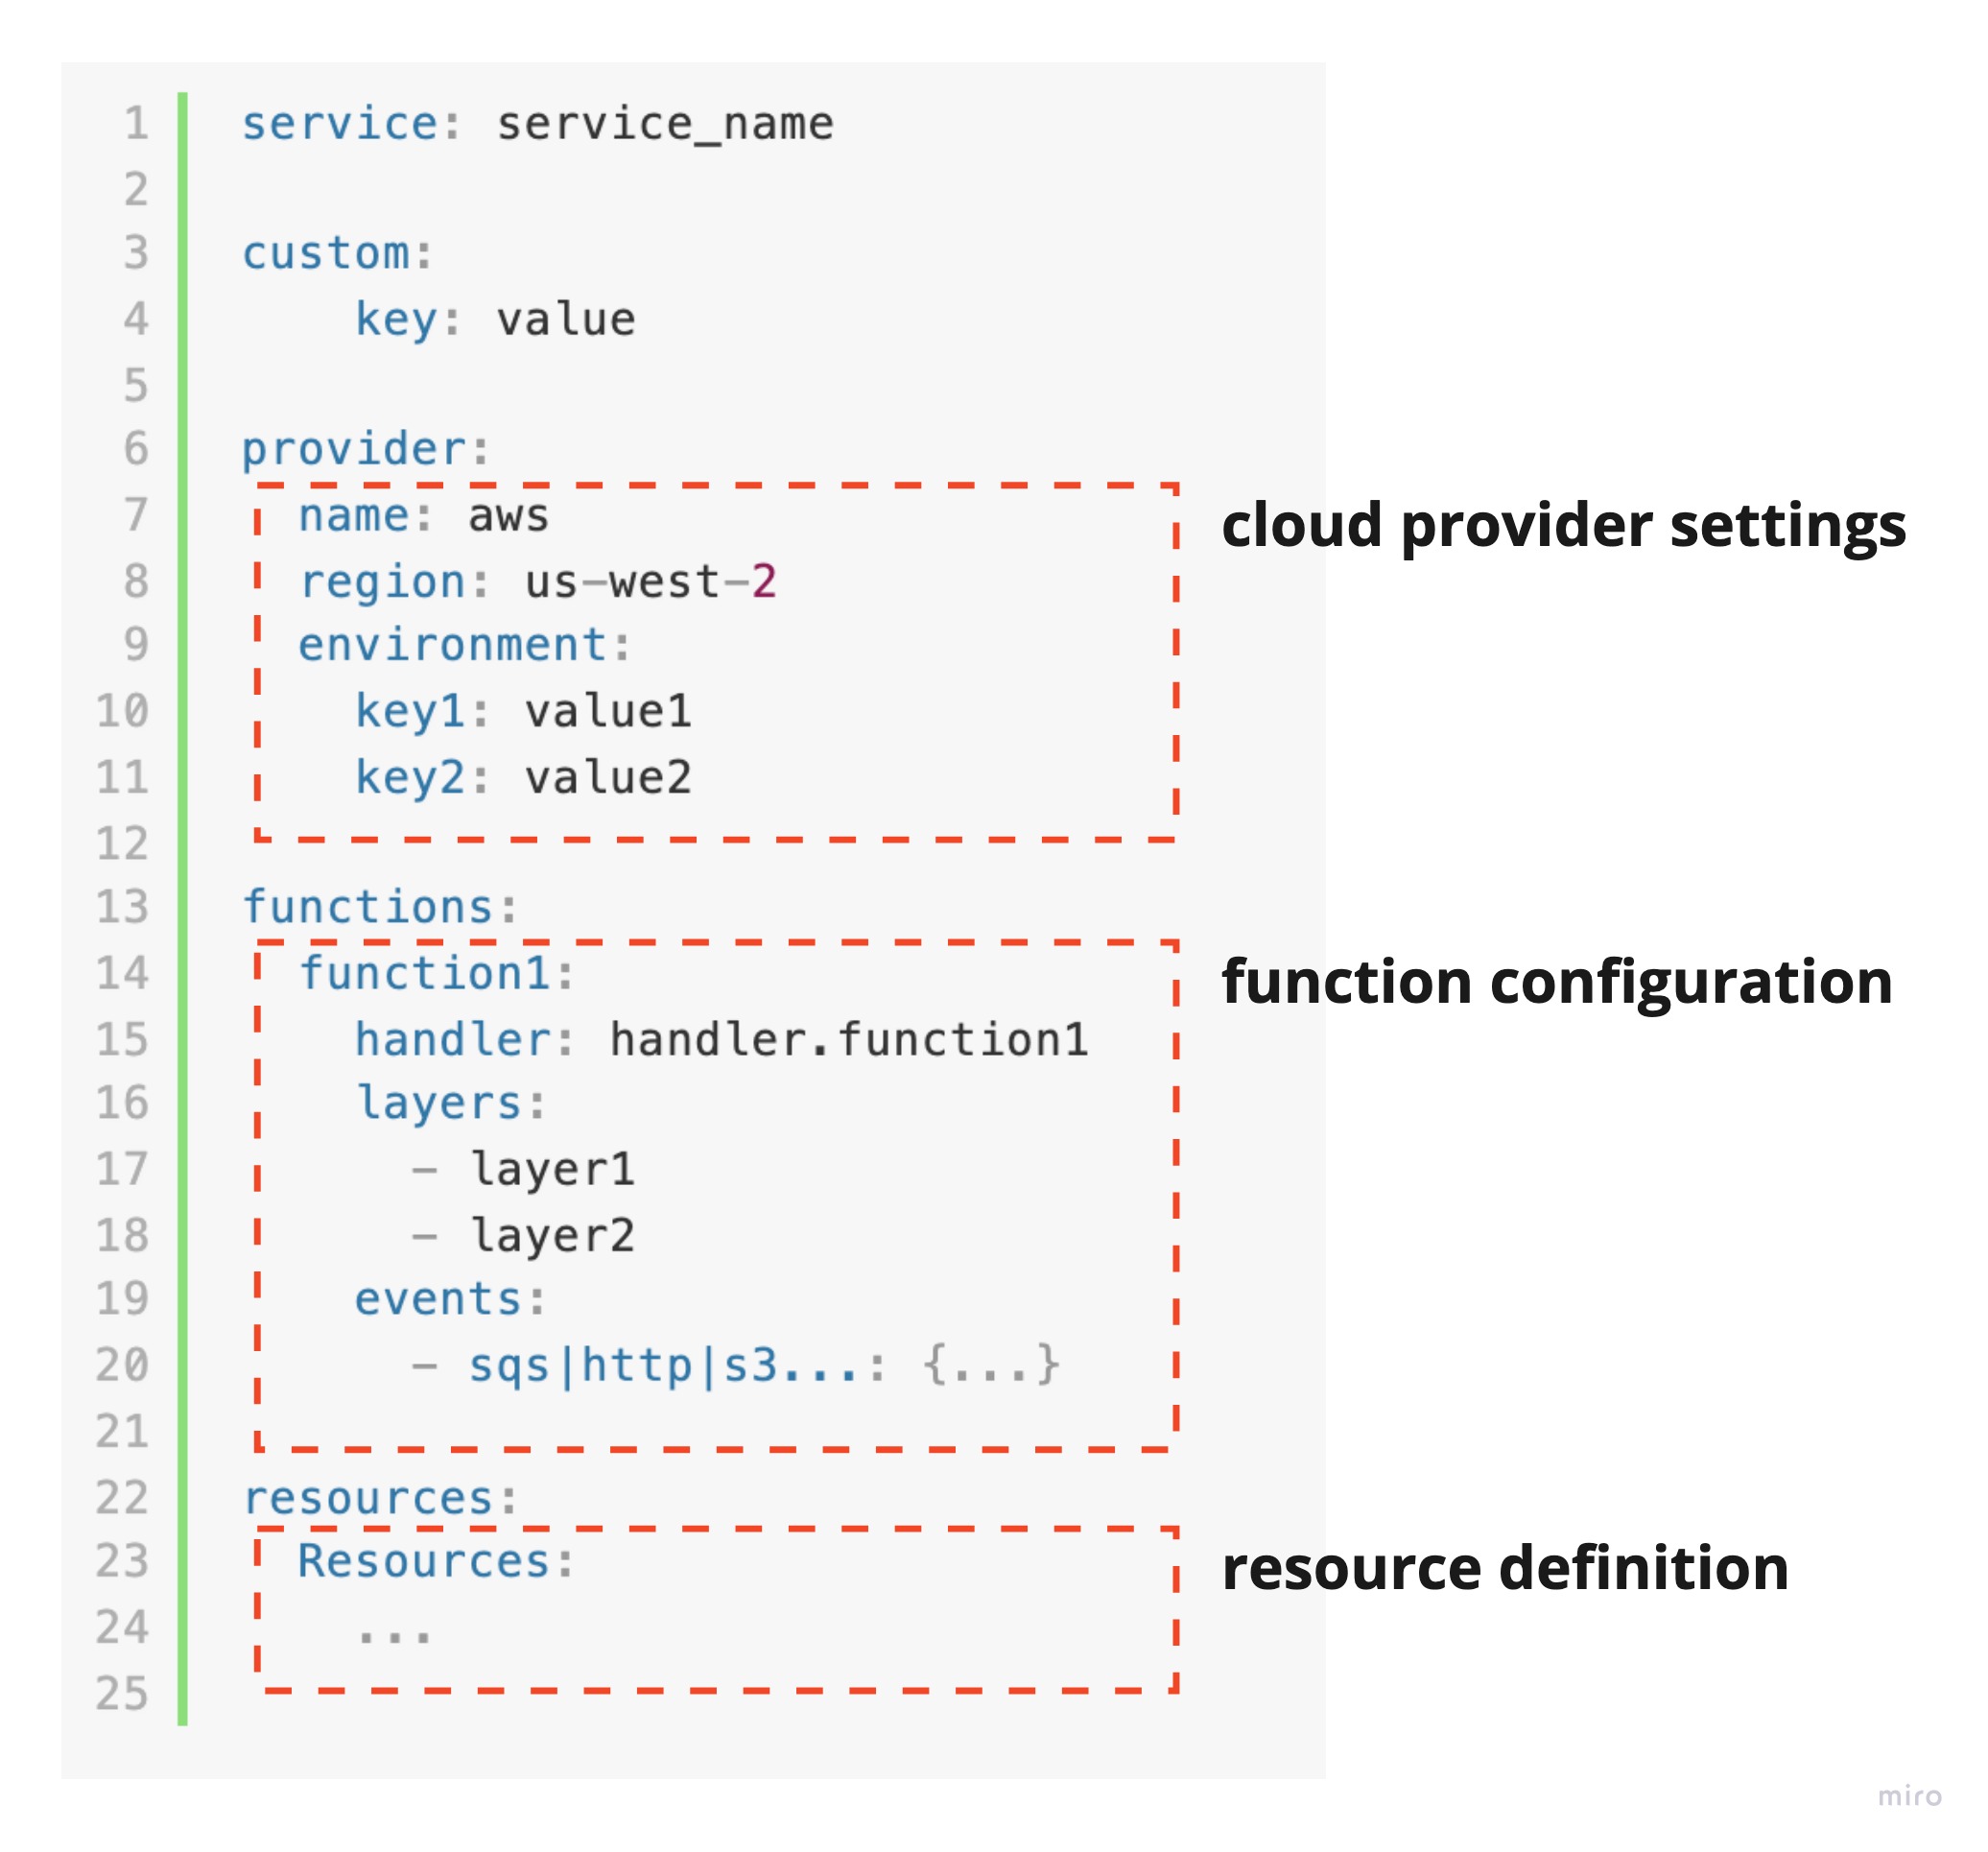 1 service: service_name
2
3 custom:
4     key: value
5
6 provider:
7   name: aws
cloud provider settings
8   region: us-west-2
9   environment:
10     key1: value1
11     key2: value2
12
13 functions:
14   function1:
function configuration
15     handler: handler.function1
16     layers:
17       - layer1
18       - layer2
19     events:
20       - sqs|http|s3...: {...}
21
22 resources:
23   Resources:
resource definition
24     ...
25
miro